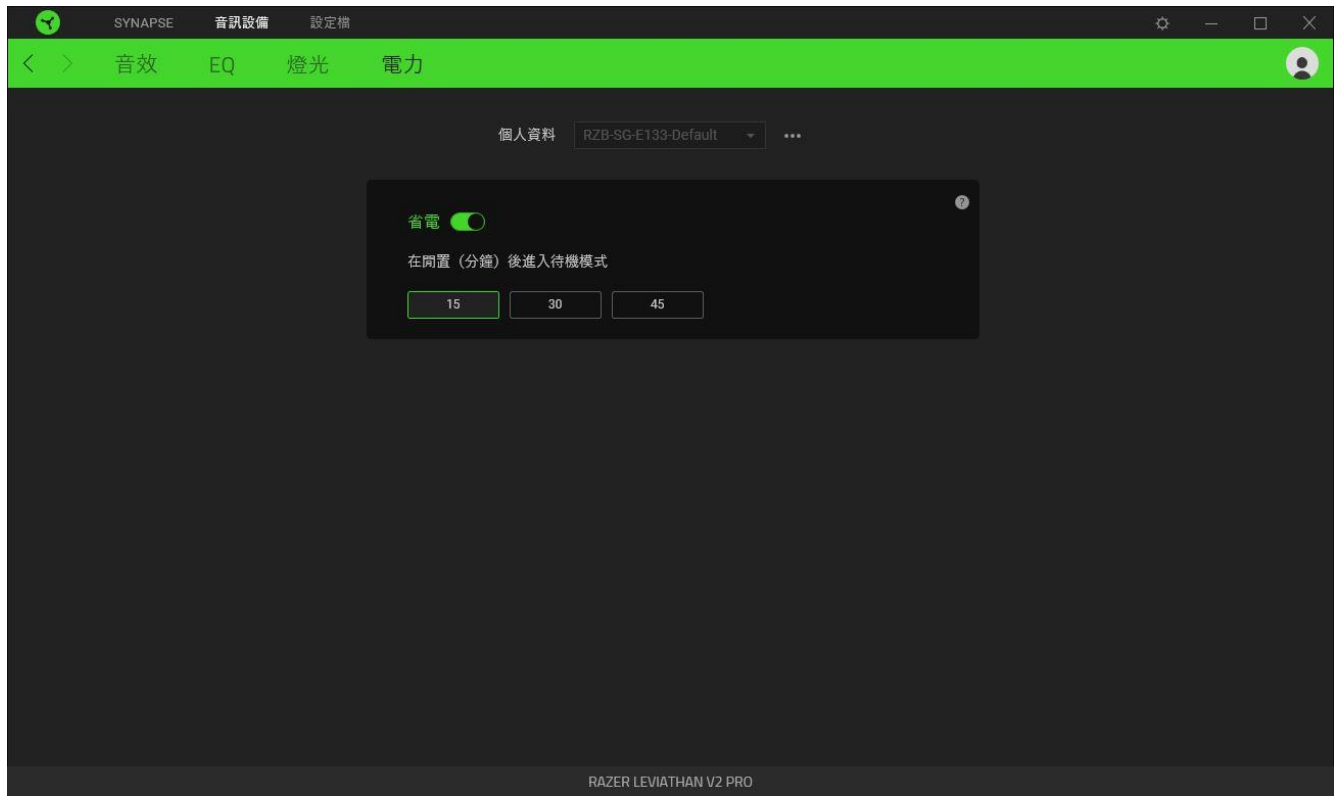 SYNAPSE 音訊設備 設定檔
音效 EQ 燈光 電力
個人資料 RZB-SG-E133-Default
省電
在閒置（分鐘）後進入待機模式
15 30 45
RAZER LEVIATHAN V2 PRO